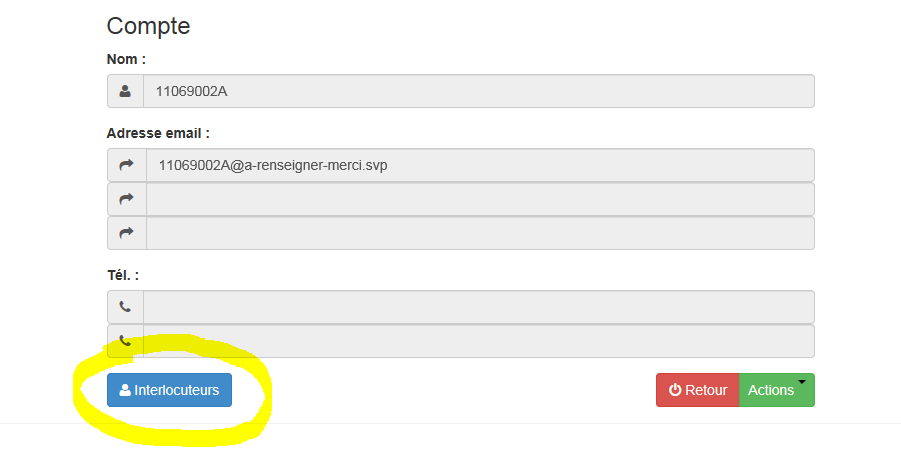 Compte
Nom :
11069002A
Adresse email :
11069002A@a-renseigner-merci.svp
Tél. :
Interlocuteurs Retour Actions